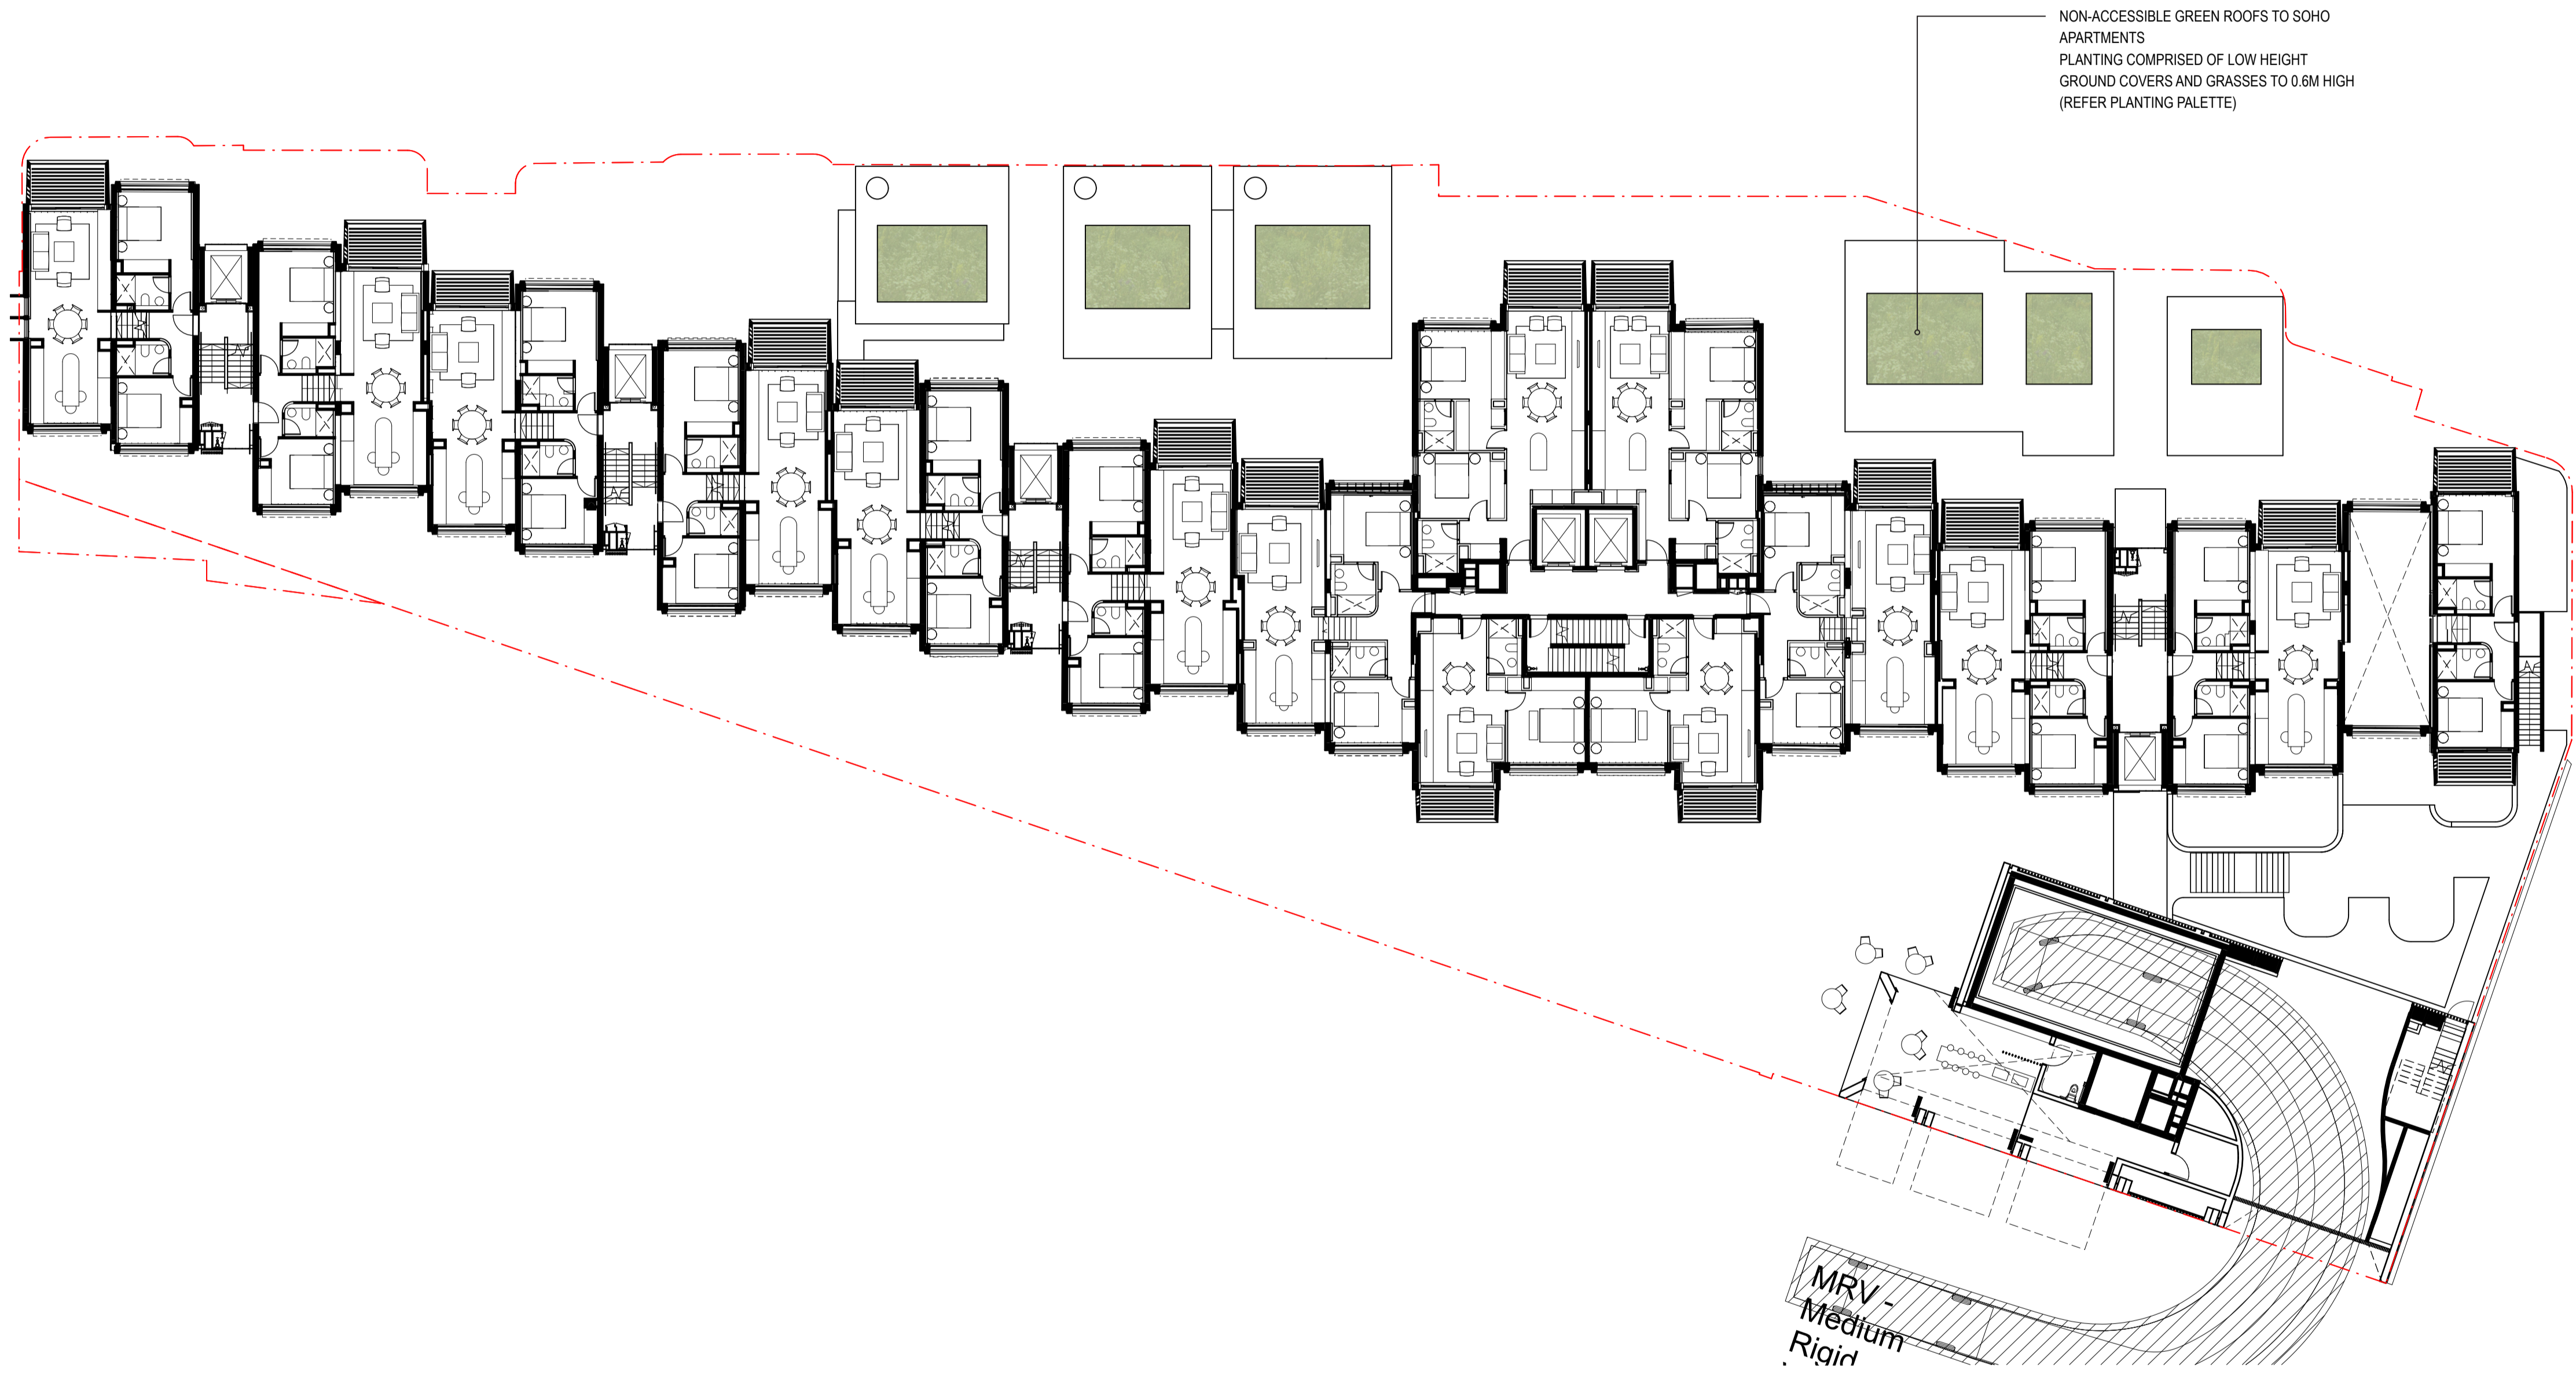 NON-ACCESSIBLE GREEN ROOFS TO SOHO
APARTMENTS
PLANTING COMPRISED OF LOW HEIGHT
GROUND COVERS AND GRASSES TO 0.6M HIGH
(REFER PLANTING PALETTE)
MRV -
Medium
Rigid